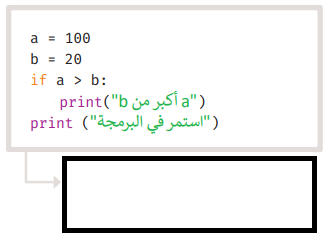 a = 100
b = 20
if a > b:
print("a أكبر من b")
print ("استمر في البرمجة")